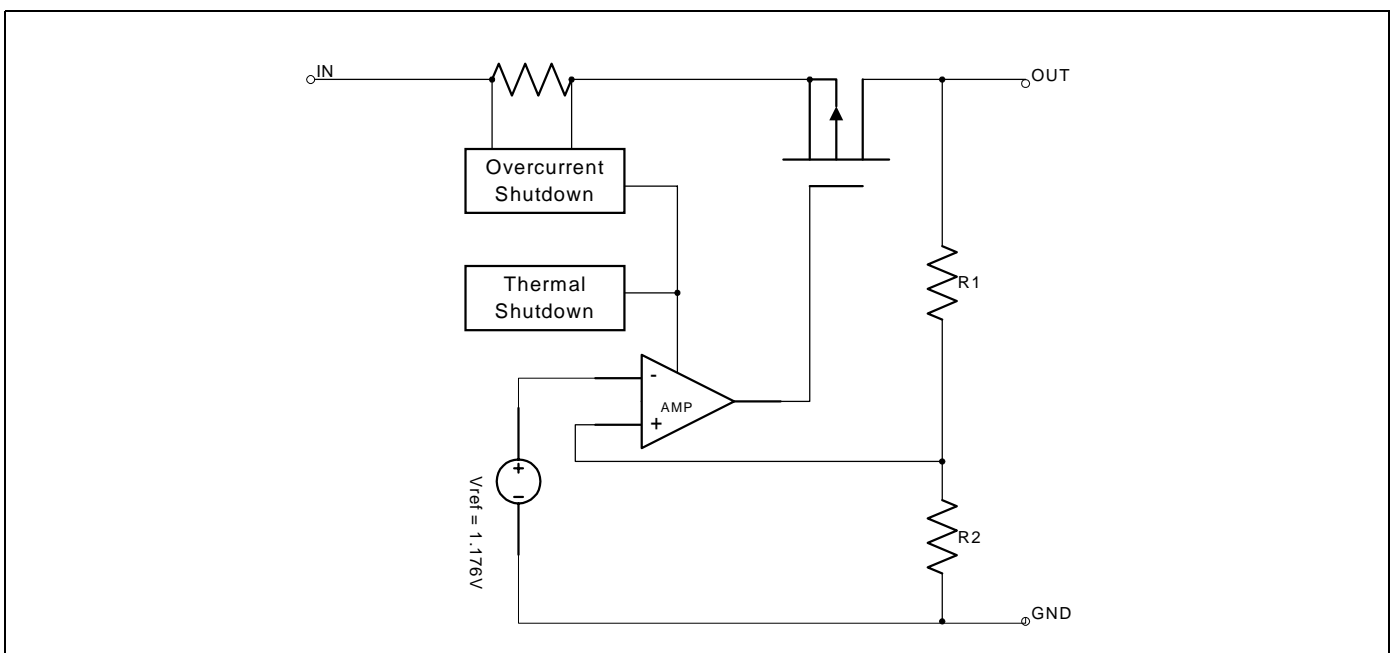 IN
OUT
Overcurrent
Shutdown
Thermal
Shutdown
R1
-
AMP
+
+
-
Vref = 1.176V
R2
GND